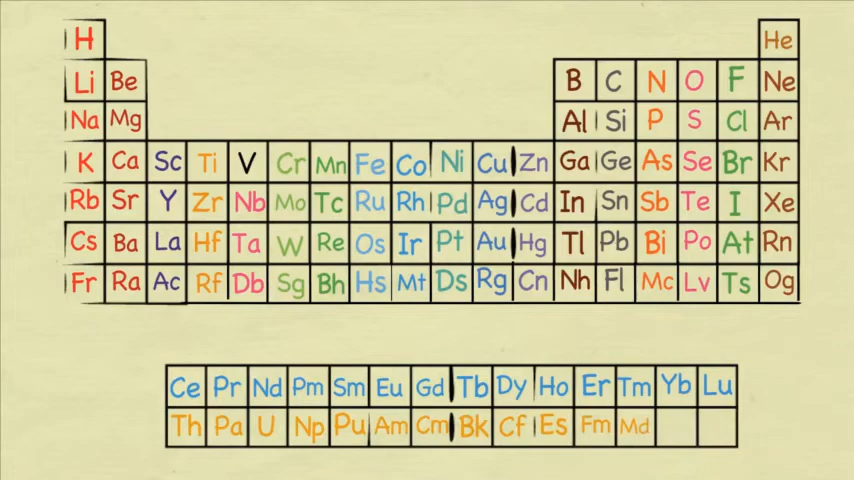 H He
Li Be B C N O F Ne
Na Mg Al Si P S Cl Ar
K Ca Sc Ti V Cr Mn Fe Co Ni Cu Zn Ga Ge As Se Br Kr
Rb Sr Y Zr Nb Mo Tc Ru Rh Pd Ag Cd In Sn Sb Te I Xe
Cs Ba La Hf Ta W Re Os Ir Pt Au Hg Tl Pb Bi Po At Rn
Fr Ra Ac Rf Db Sg Bh Hs Mt Ds Rg Cn Nh Fl Mc Lv Ts Og
Ce Pr Nd Pm Sm Eu Gd Tb Dy Ho Er Tm Yb Lu
Th Pa U Np Pu Am Cm Bk Cf Es Fm Md